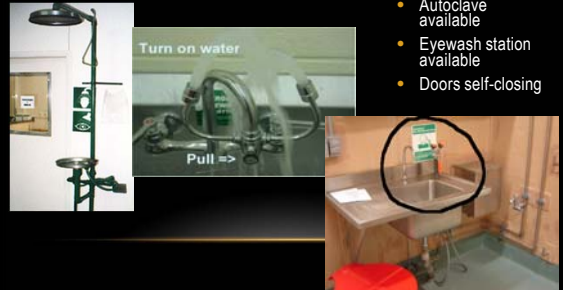 • Autoclave
available
• Eyewash station
available
• Doors self-closing
Turn on water
Pull =>